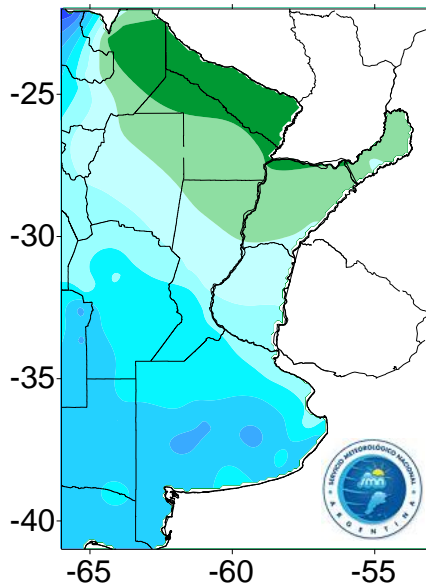 -25
-30
-35
-40
-65
-60
-55
SERVICIO METEOROLÓGICO NACIONAL
smn
ARGENTINA